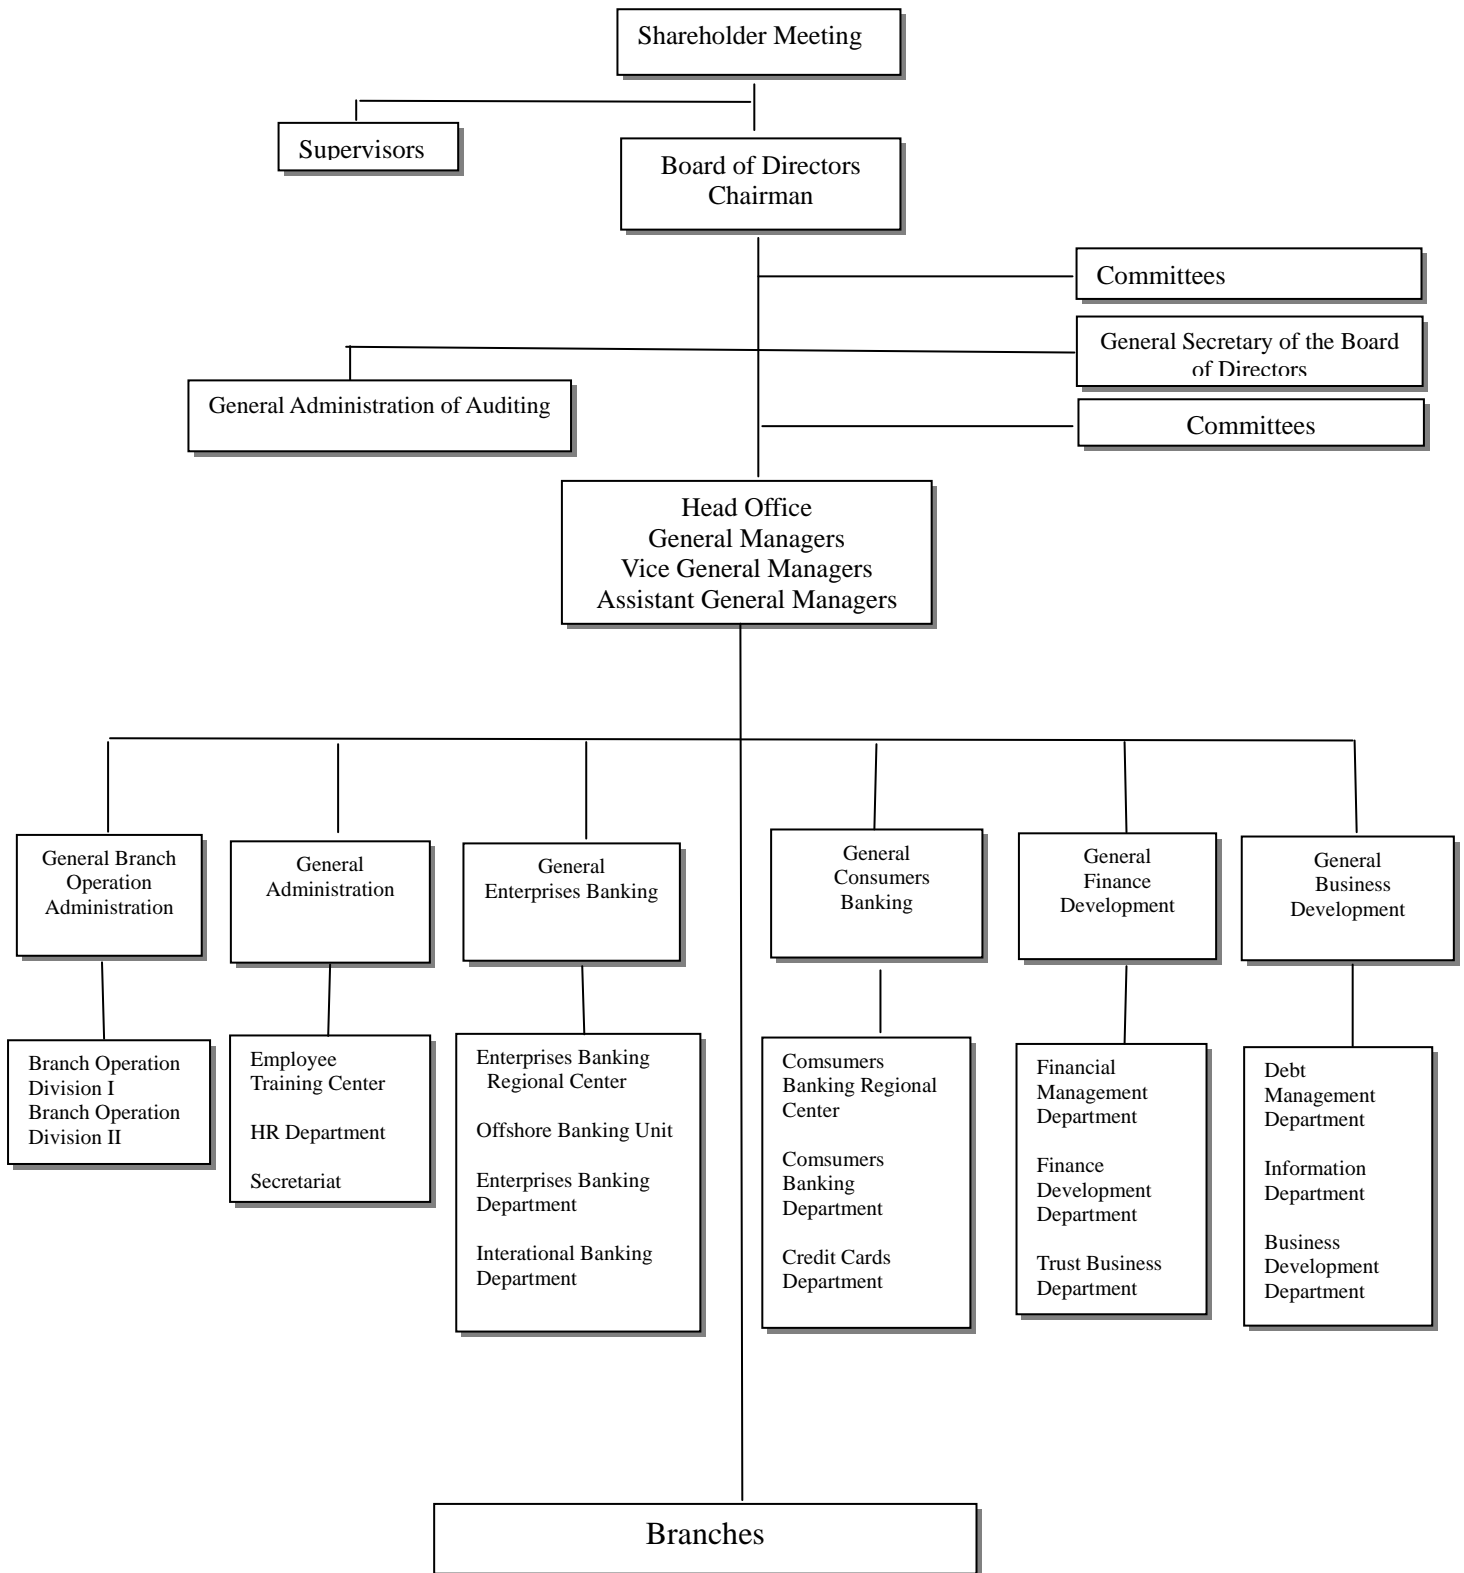 Shareholder Meeting
Supervisors
Board of Directors
Chairman
Committees
General Secretary of the Board
of Directors
General Administration of Auditing
Committees
Head Office
General Managers
Vice General Managers
Assistant General Managers
General Branch
Operation
Administration
General
Administration
General
Enterprises Banking
General
Consumers
Banking
General
Finance
Development
General
Business
Development
Branch Operation
Division I
Branch Operation
Division II
Employee
Training Center
HR Department
Secretariat
Enterprises Banking
Regional Center
Offshore Banking Unit
Enterprises Banking
Department
Interational Banking
Department
Comsumers
Banking Regional
Center
Comsumers
Banking
Department
Credit Cards
Department
Financial
Management
Department
Finance
Development
Department
Trust Business
Department
Debt
Management
Department
Information
Department
Business
Development
Department
Branches